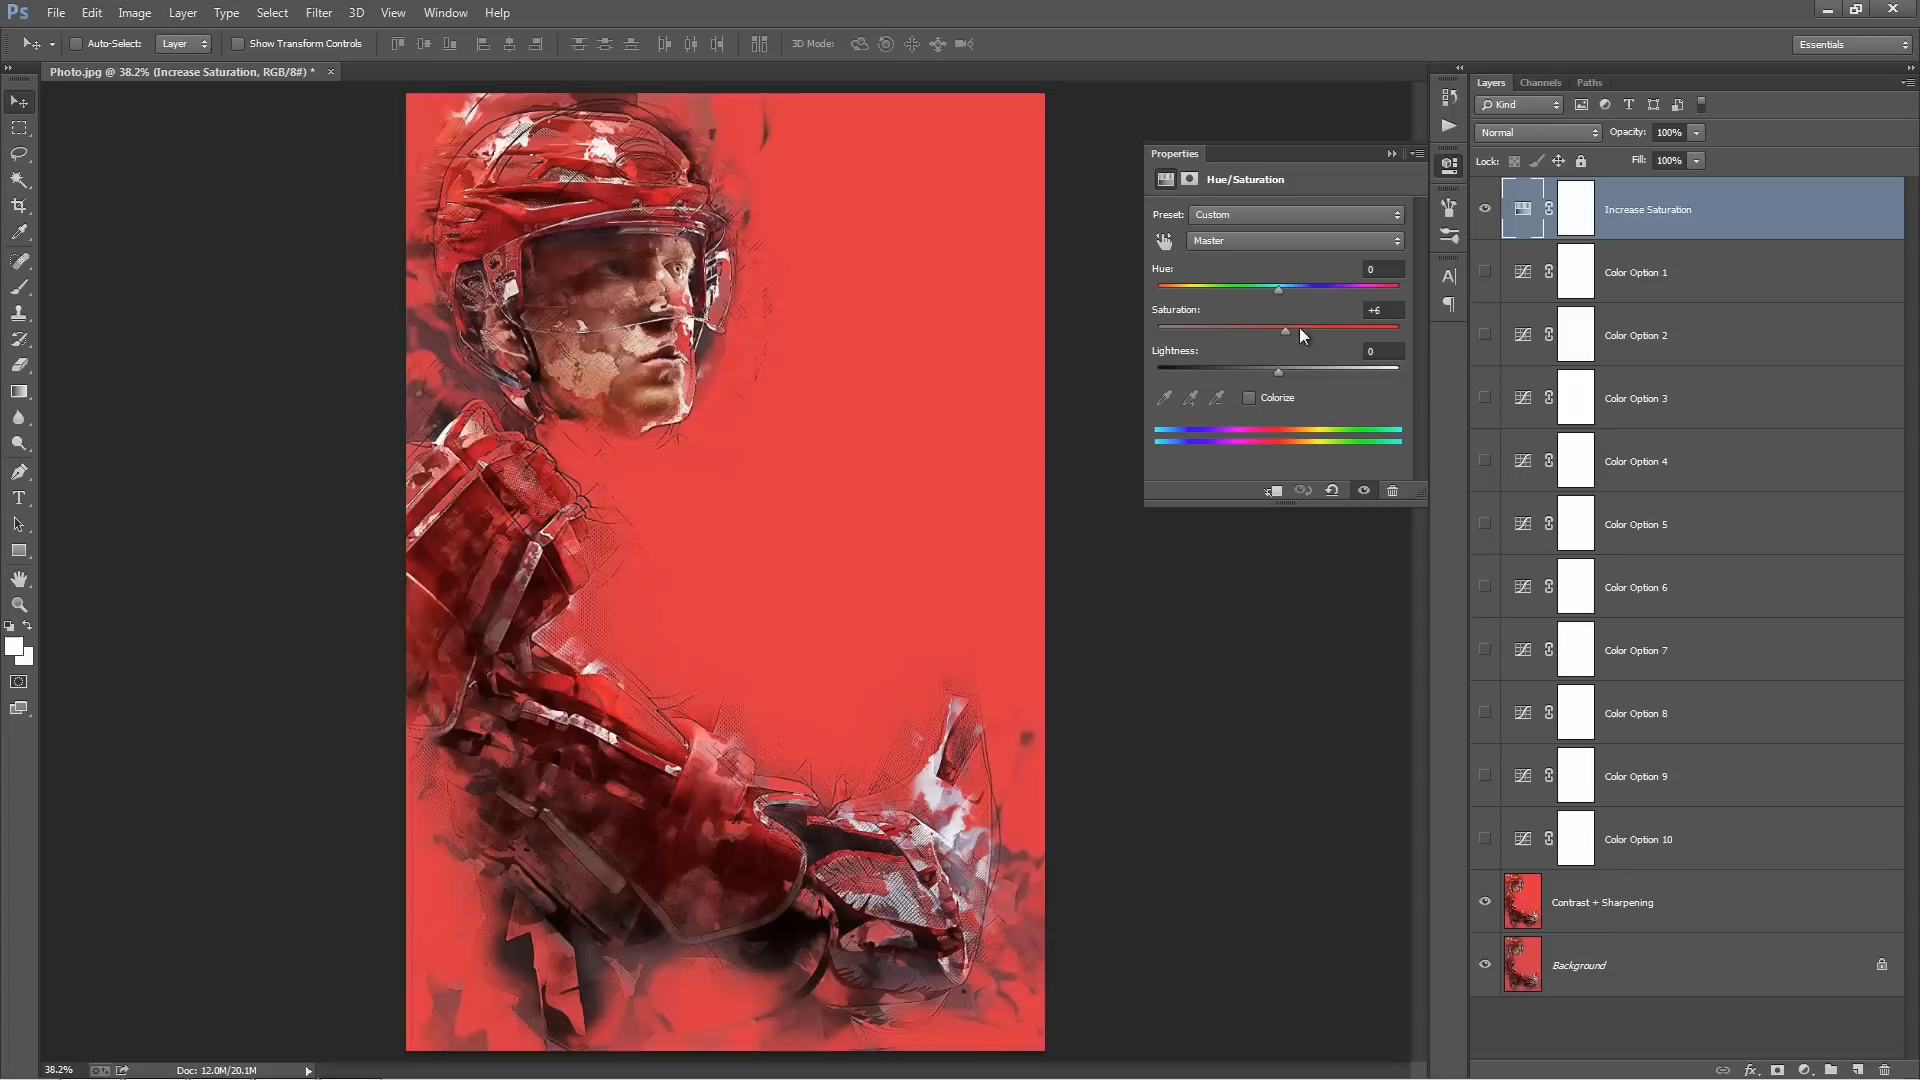 Ps File Edit Image Layer Type Select Filter 3D View Window Help
Auto-Select: Layer Show Transform Controls 3D Mode: Essentials
Photo.jpg @ 38.2% (Increase Saturation, RGB/8#) * ×
Layers Channels Paths
Kind
Normal Opacity: 100%
Lock: Fill: 100%
Properties
Hue/Saturation
Preset: Custom
Master
Hue: 0
Saturation: +6
Lightness: 0
Colorize
Increase Saturation
Color Option 1
Color Option 2
Color Option 3
Color Option 4
Color Option 5
Color Option 6
Color Option 7
Color Option 8
Color Option 9
Color Option 10
Contrast + Sharpening
Background
38.2% Doc: 12.0M/20.1M